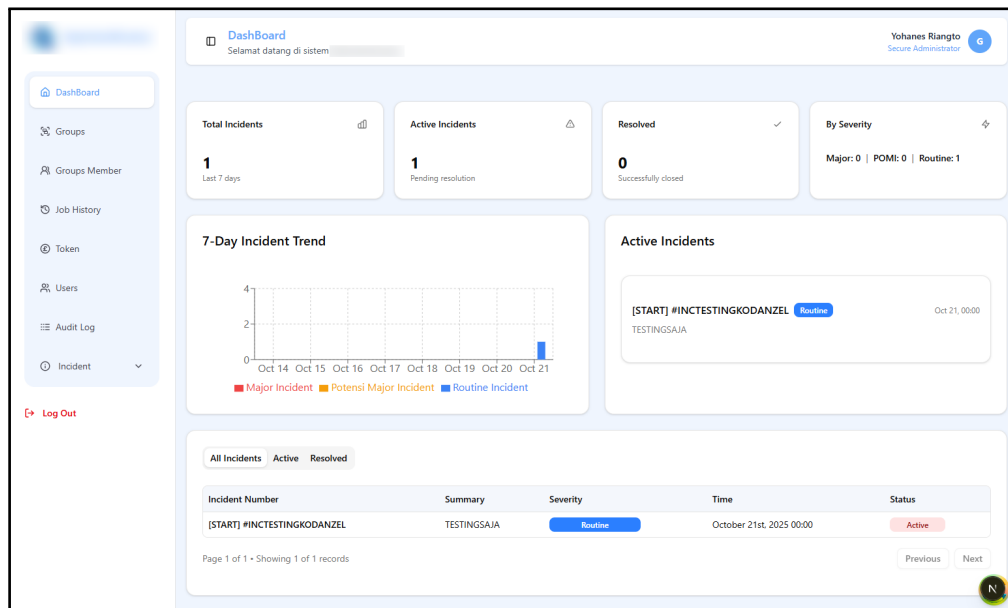 DashBoard
Selamat datang di sistem
Yohanes Riangto
Secure Administrator
G
DashBoard
Groups
Groups Member
Job History
Token
Users
Audit Log
Incident
Log Out
Total Incidents
1
Last 7 days
Active Incidents
1
Pending resolution
Resolved
0
Successfully closed
By Severity
Major: 0 | POMI: 0 | Routine: 1
7-Day Incident Trend
4
2
0
Oct 14 Oct 15 Oct 16 Oct 17 Oct 18 Oct 19 Oct 20 Oct 21
Major Incident Potensi Major Incident Routine Incident
Active Incidents
[START] #INCTESTINGKODANZEL Routine Oct 21, 00:00
TESTINGSAJA
All Incidents Active Resolved
Incident Number Summary Severity Time Status
[START] #INCTESTINGKODANZEL TESTINGSAJA Routine October 21st, 2025 00:00 Active
Page 1 of 1 • Showing 1 of 1 records
Previous Next
N